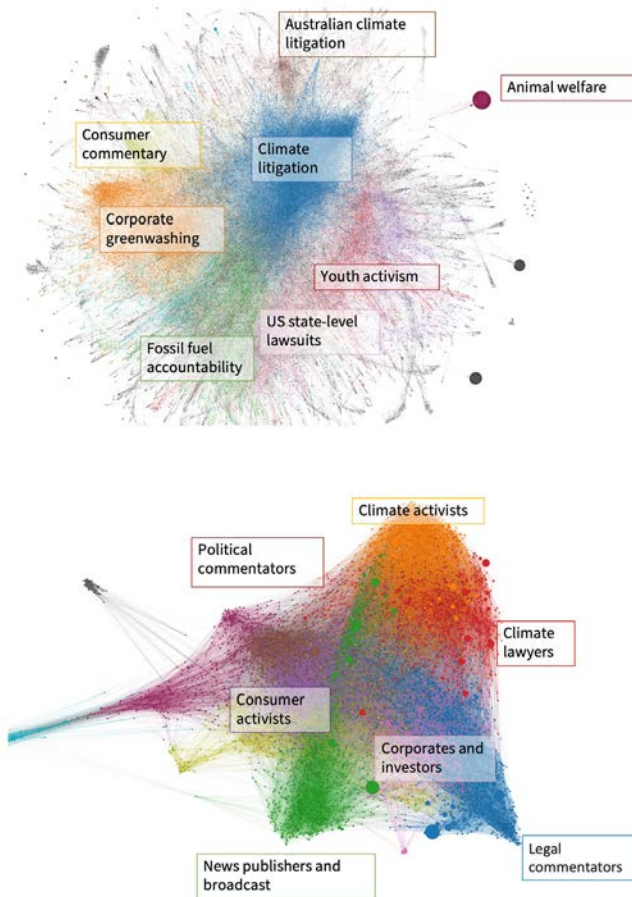 Australian climate
litigation
Animal welfare
Consumer
commentary
Climate
litigation
Corporate
greenwashing
Youth activism
US state-level
lawsuits
Fossil fuel
accountability
Climate activists
Political
commentators
Climate
lawyers
Consumer
activists
Corporates and
investors
News publishers and
broadcast
Legal
commentators